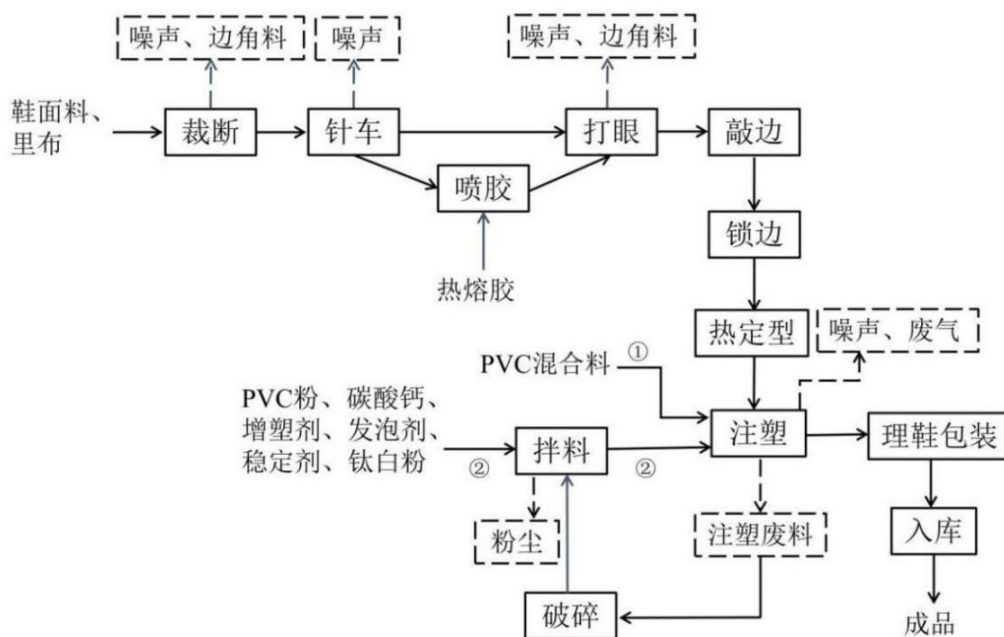 噪声、边角料
噪声
噪声、边角料
鞋面料、
里布
裁断
针车
打眼
敲边
喷胶
锁边
热熔胶
热定型
噪声、废气
PVC混合料
①
PVC粉、碳酸钙、
增塑剂、发泡剂、
稳定剂、钛白粉
②
拌料
②
注塑
理鞋包装
粉尘
注塑废料
入库
破碎
成品